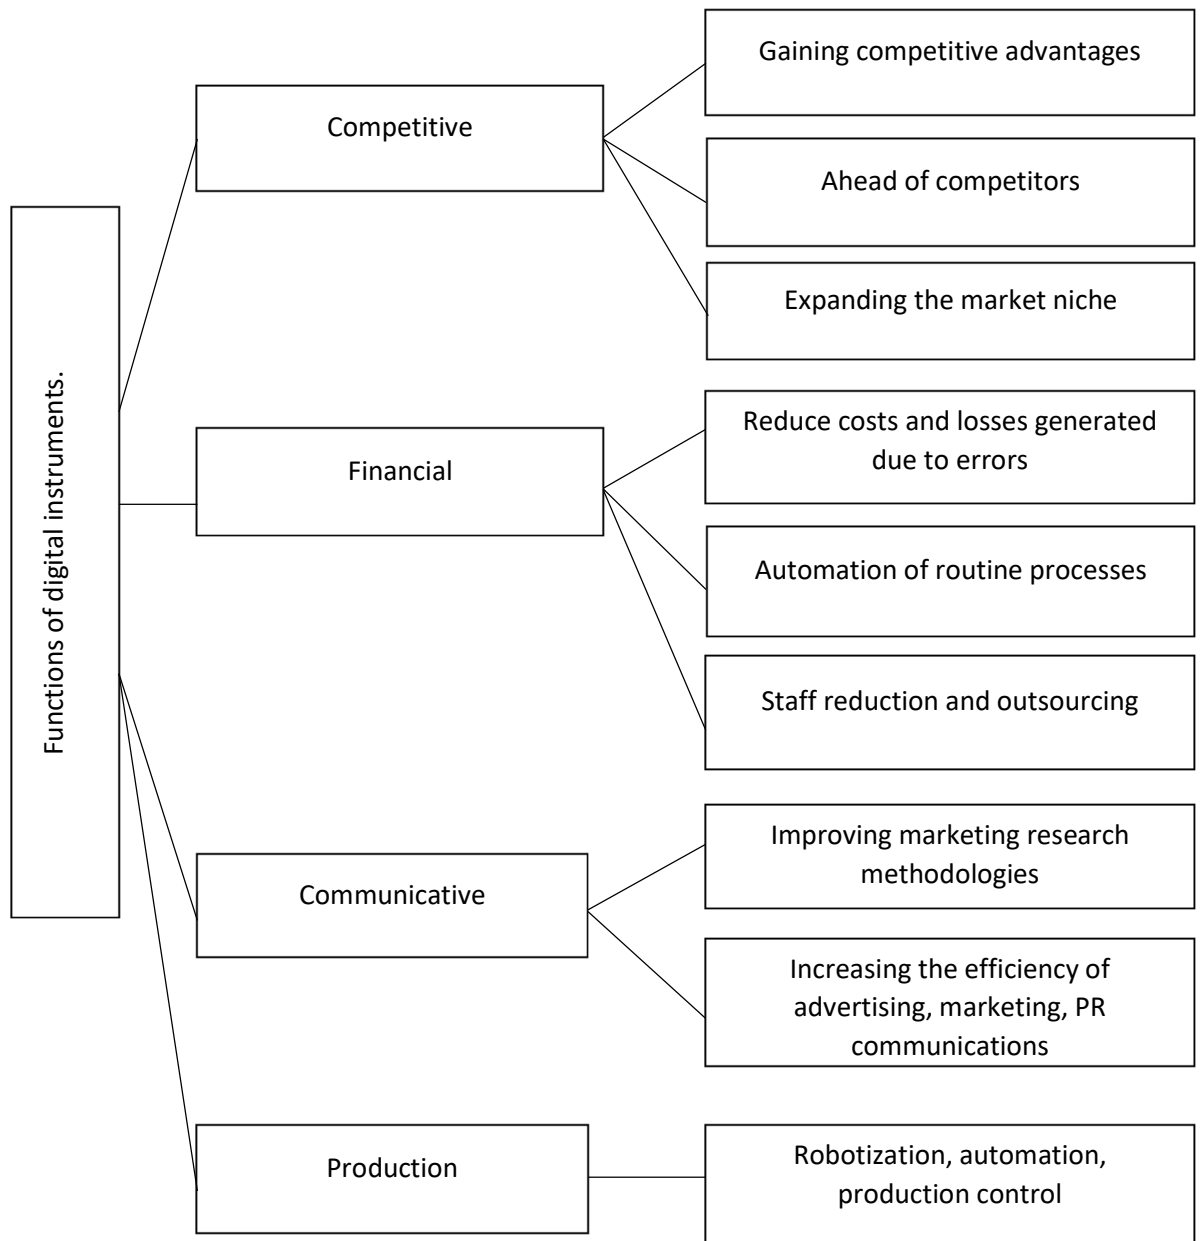 Functions of digital instruments.
Competitive
Gaining competitive advantages
Ahead of competitors
Expanding the market niche
Financial
Reduce costs and losses generated
due to errors
Automation of routine processes
Staff reduction and outsourcing
Communicative
Improving marketing research
methodologies
Increasing the efficiency of
advertising, marketing, PR
communications
Production
Robotization, automation,
production control